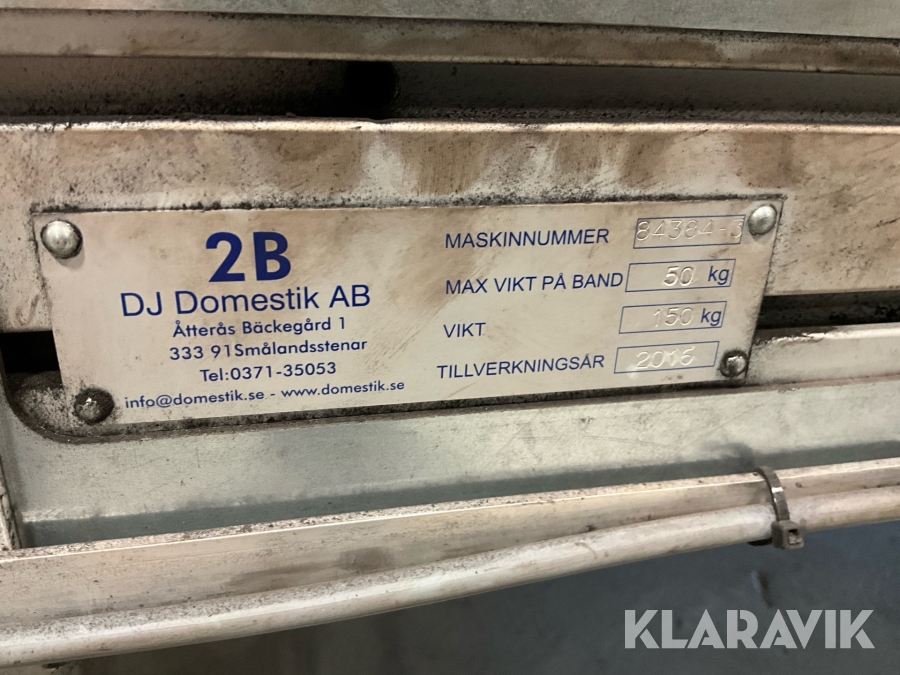 2B
DJ Domestik AB
Åtterås Bäckegård 1
333 91Smålandsstenar
Tel:0371-35053
info@domestik.se - www.domestik.se
MASKINNUMMER
MAX VIKT PÅ BAND 50 kg
VIKT 150 kg
TILLVERKNINGSÅR 2016
KLARAVIK